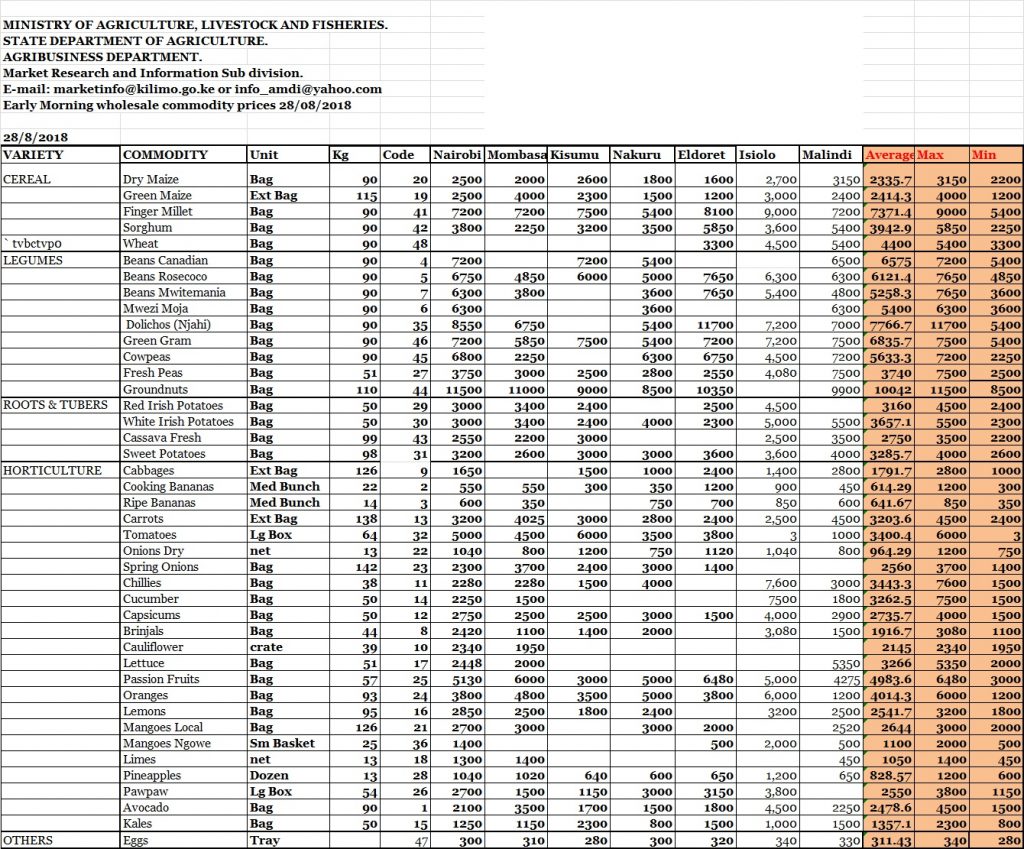 MINISTRY OF AGRICULTURE, LIVESTOCK AND FISHERIES.
STATE DEPARTMENT OF AGRICULTURE.
AGRIBUSINESS DEPARTMENT.
Market Research and Information Sub division.
E-mail: marketinfo@kilimo.go.ke or info_amdi@yahoo.com
Early Morning wholesale commodity prices 28/08/2018
28/8/2018
VARIETY COMMODITY Unit Kg Code Nairobi Mombasa Kisumu Nakuru Eldoret Isiolo Malindi Average Max Min
CEREAL Dry Maize Bag 90 20 2500 2000 2600 1800 1600 2,700 3150 2335.7 3150 2200
Green Maize Ext Bag 115 19 2500 4000 2300 1500 1200 3,000 2400 2414.3 4000 1200
Finger Millet Bag 90 41 7200 7200 7500 5400 8100 9,000 7200 7371.4 9000 5400
Sorghum Bag 90 42 3800 2250 3200 3500 5850 3,600 5400 3942.9 5850 2250
` tvbctvp0 Wheat Bag 90 48 3300 4,500 5400 4400 5400 3300
LEGUMES Beans Canadian Bag 90 4 7200 7200 5400 6500 6575 7200 5400
Beans Rosecoco Bag 90 5 6750 4850 6000 5000 7650 6,300 6300 6121.4 7650 4850
Beans Mwitemania Bag 90 7 6300 3800 3600 7650 5,400 4800 5258.3 7650 3600
Mwezi Moja Bag 90 6 6300 3600 6300 5400 6300 3600
Dolichos (Njahi) Bag 90 35 8550 6750 5400 11700 7,200 7000 7766.7 11700 5400
Green Gram Bag 90 46 7200 5850 7500 5400 7200 7,200 7500 6835.7 7500 5400
Cowpeas Bag 90 45 6800 2250 6300 6750 4,500 7200 5633.3 7200 2250
Fresh Peas Bag 51 27 3750 3000 2500 2800 2550 4,080 7500 3740 7500 2500
Groundnuts Bag 110 44 11500 11000 9000 8500 10350 9900 10042 11500 8500
ROOTS & TUBERS Red Irish Potatoes Bag 50 29 3000 3400 2400 2500 4,500 3160 4500 2400
White Irish Potatoes Bag 50 30 3000 3400 2400 4000 2300 5,000 5500 3657.1 5500 2300
Cassava Fresh Bag 99 43 2550 2200 3000 2,500 3500 2750 3500 2200
Sweet Potatoes Bag 98 31 3200 2600 3000 3000 3600 3,600 4000 3285.7 4000 2600
HORTICULTURE Cabbages Ext Bag 126 9 1650 1500 1000 2400 1,400 2800 1791.7 2800 1000
Cooking Bananas Med Bunch 22 2 550 550 300 350 1200 900 450 614.29 1200 300
Ripe Bananas Med Bunch 14 3 600 350 750 700 850 600 641.67 850 350
Carrots Ext Bag 138 13 3200 4025 3000 2800 2400 2,500 4500 3203.6 4500 2400
Tomatoes Lg Box 64 32 5000 4500 6000 3500 3800 3 1000 3400.4 6000 3
Onions Dry net 13 22 1040 800 1200 750 1120 1,040 800 964.29 1200 750
Spring Onions Bag 142 23 2300 3700 2400 3000 1400 2560 3700 1400
Chillies Bag 38 11 2280 2280 1500 4000 7,600 3000 3443.3 7600 1500
Cucumber Bag 50 14 2250 1500 7500 1800 3262.5 7500 1500
Capsicums Bag 50 12 2750 2500 2500 3000 1500 4,000 2900 2735.7 4000 1500
Brinjals Bag 44 8 2420 1100 1400 2000 3,080 1500 1916.7 3080 1100
Cauliflower crate 39 10 2340 1950 2145 2340 1950
Lettuce Bag 51 17 2448 2000 5350 3266 5350 2000
Passion Fruits Bag 57 25 5130 6000 3000 5000 6480 5,000 4275 4983.6 6480 3000
Oranges Bag 93 24 3800 4800 3500 5000 3800 6,000 1200 4014.3 6000 1200
Lemons Bag 95 16 2850 2500 1800 2400 3200 2500 2541.7 3200 1800
Mangoes Local Bag 126 21 2700 3000 3000 2000 2520 2644 3000 2000
Mangoes Ngowe Sm Basket 25 36 1400 500 2,000 500 1100 2000 500
Limes net 13 18 1300 1400 450 1050 1400 450
Pineapples Dozen 13 28 1040 1020 640 600 650 1,200 650 828.57 1200 600
Pawpaw Lg Box 54 26 2700 1500 1150 3000 3150 3,800 2550 3800 1150
Avocado Bag 90 1 2100 3500 1700 1500 1800 4,500 2250 2478.6 4500 1500
Kales Bag 50 15 1250 1150 2300 800 1500 1,000 1500 1357.1 2300 800
OTHERS Eggs Tray 47 300 310 280 300 320 340 330 311.43 340 280